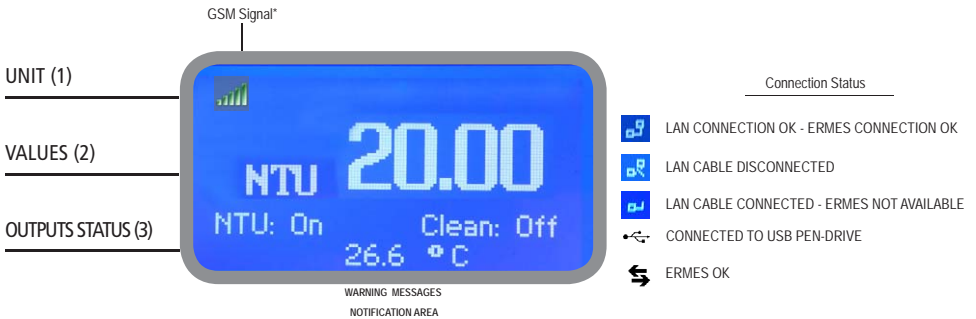 GSM Signal*
UNIT (1)
VALUES (2)
OUTPUTS STATUS (3)
20.00
NTU
NTU: On Clean: Off
26.6 °C
WARNING MESSAGES
NOTIFICATION AREA
Connection Status
LAN CONNECTION OK - ERMES CONNECTION OK
LAN CABLE DISCONNECTED
LAN CABLE CONNECTED - ERMES NOT AVAILABLE
CONNECTED TO USB PEN-DRIVE
ERMES OK